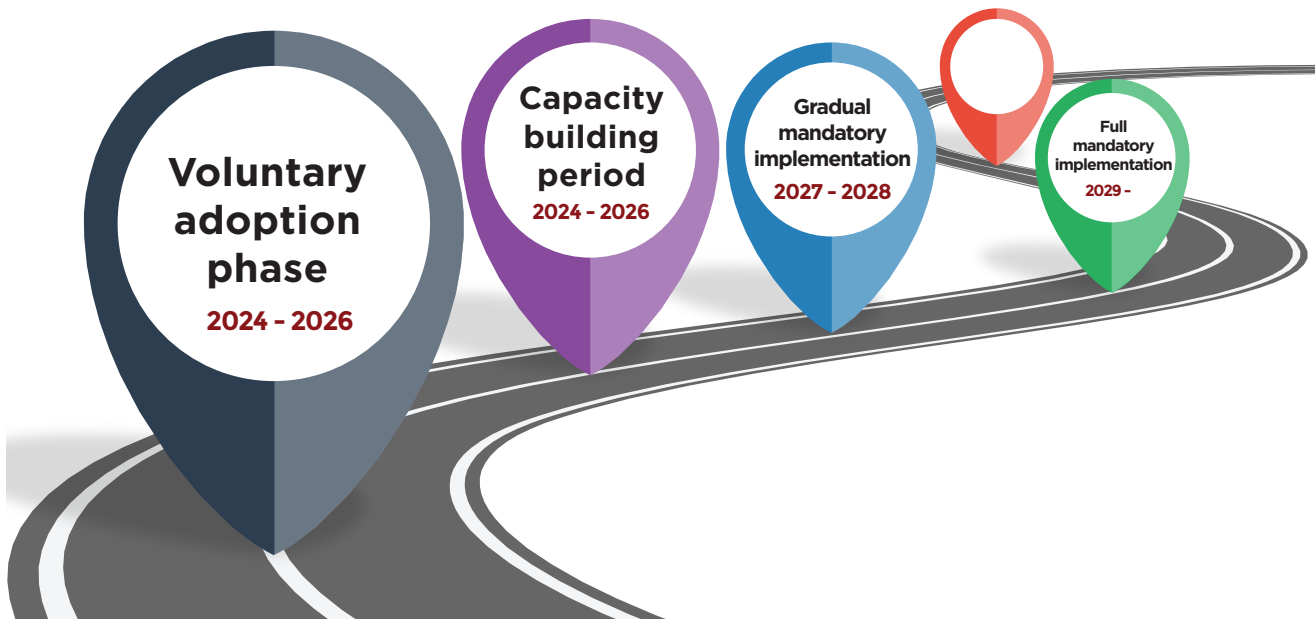 Voluntary
adoption
phase
2024 - 2026
Capacity
building
period
2024 - 2026
Gradual
mandatory
implementation
2027 - 2028
Full
mandatory
implementation
2029 -